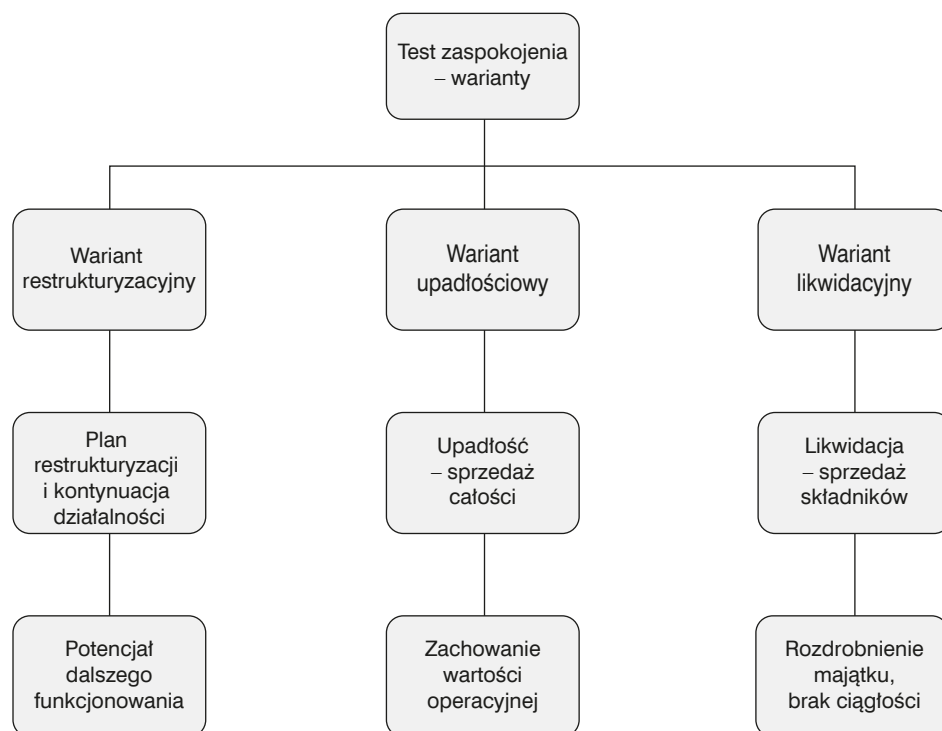 Test zaspokojenia
– warianty
Wariant
restrukturyzacyjny
Wariant
upadłościowy
Wariant
likwidacyjny
Plan
restrukturyzacji
i kontynuacja
działalności
Upadłość
– sprzedaż
całości
Likwidacja
– sprzedaż
składników
Potencjał
dalszego
funkcjonowania
Zachowanie
wartości
operacyjnej
Rozdrobnienie
majątku,
brak ciągłości